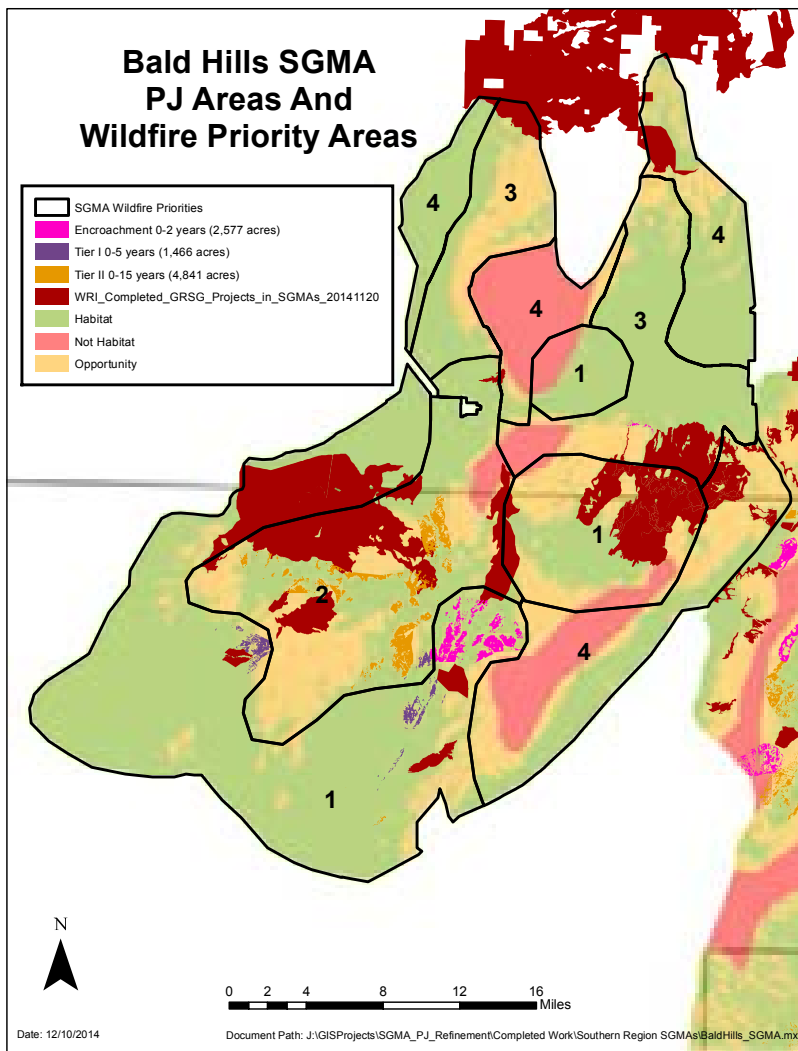 Bald Hills SGMA
PJ Areas And
Wildfire Priority Areas
SGMA Wildfire Priorities
Encroachment 0-2 years (2,577 acres)
Tier I 0-5 years (1,466 acres)
Tier II 0-15 years (4,841 acres)
WRI_Completed_GRSG_Projects_in_SGMAs_20141120
Habitat
Not Habitat
Opportunity
4
3
4
4
3
1
1
2
4
1
N
0 2 4 8 12 16
Miles
Date: 12/10/2014
Document Path: J:\GISProjects\SGMA_PJ_Refinement\Completed Work\Southern Region SGMAs\BaldHills_SGMA.mx